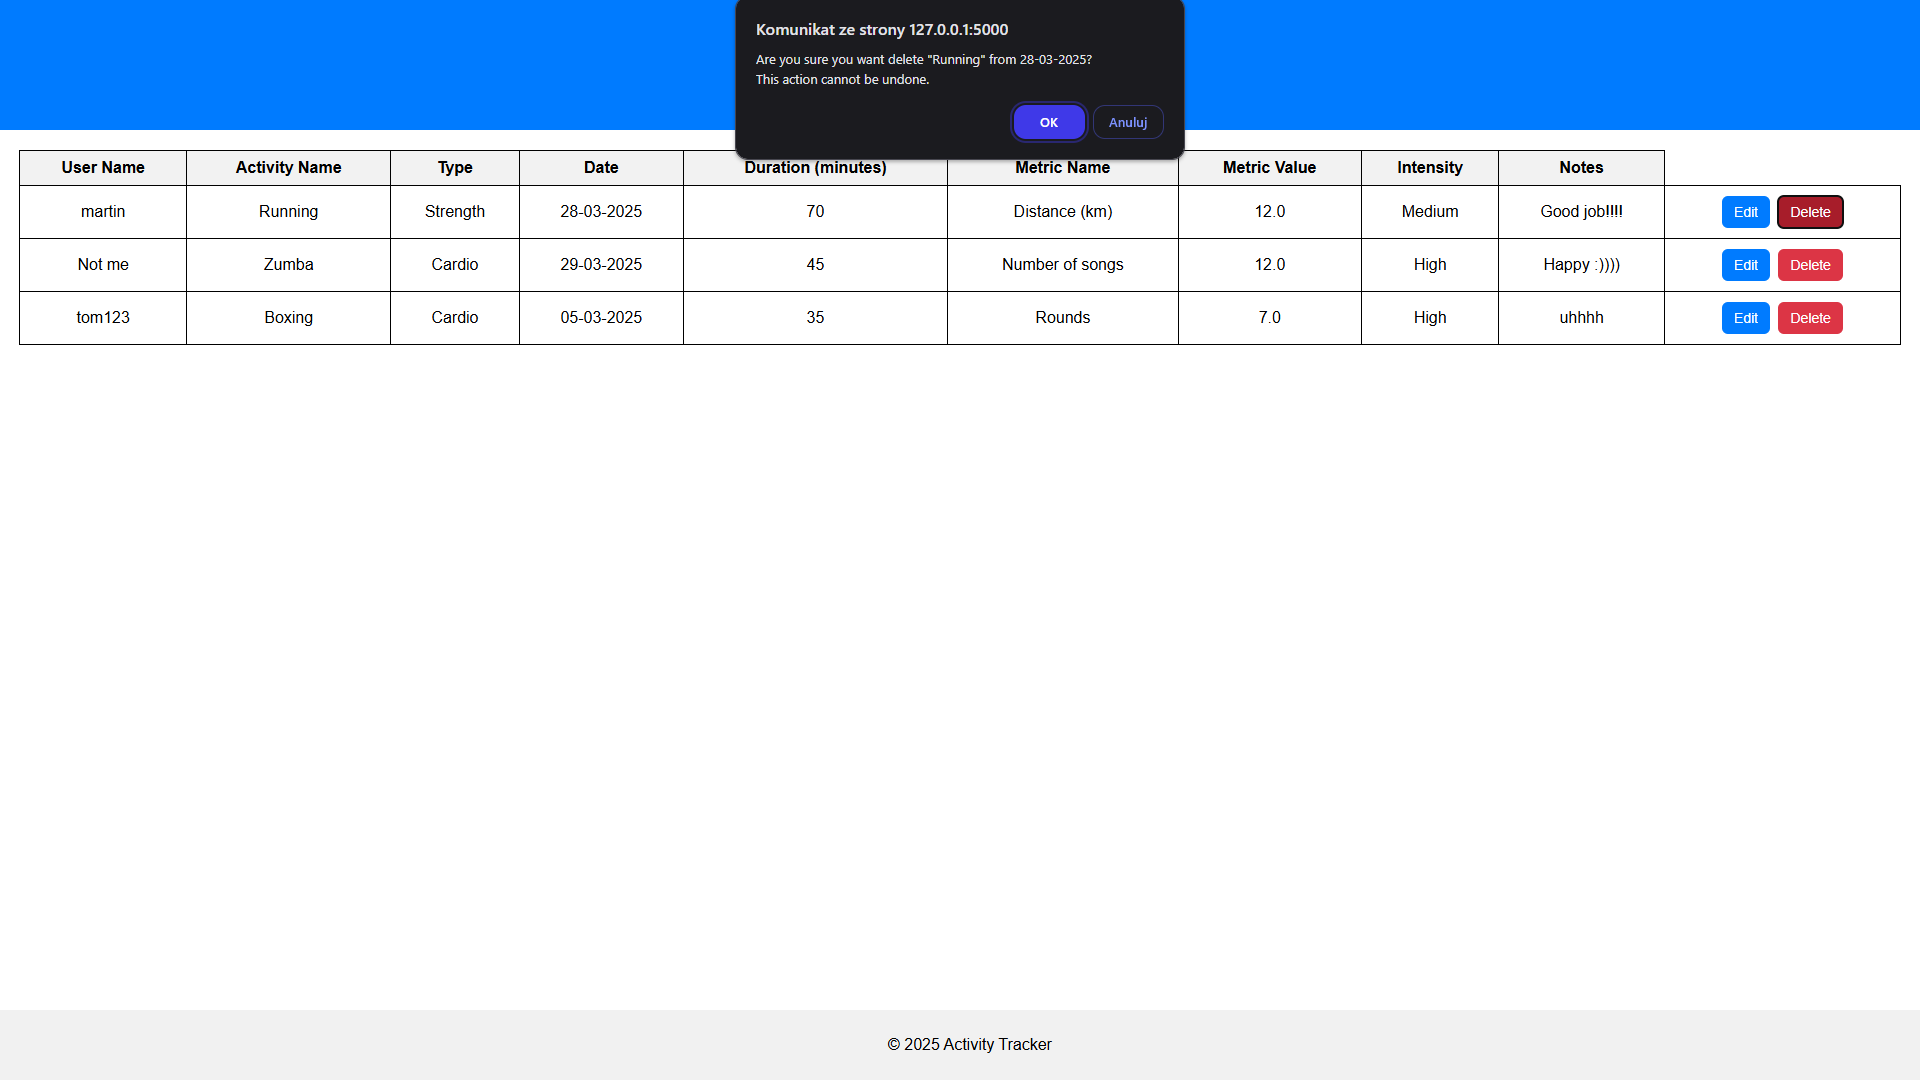 Komunikat ze strony 127.0.0.1:5000
Are you sure you want delete "Running" from 28-03-2025?
This action cannot be undone.
OK Anuluj
User Name Activity Name Type Date Duration (minutes) Metric Name Metric Value Intensity Notes
martin Running Strength 28-03-2025 70 Distance (km) 12.0 Medium Good job!!!! Edit Delete
Not me Zumba Cardio 29-03-2025 45 Number of songs 12.0 High Happy :)))) Edit Delete
tom123 Boxing Cardio 05-03-2025 35 Rounds 7.0 High uhhhh Edit Delete
© 2025 Activity Tracker